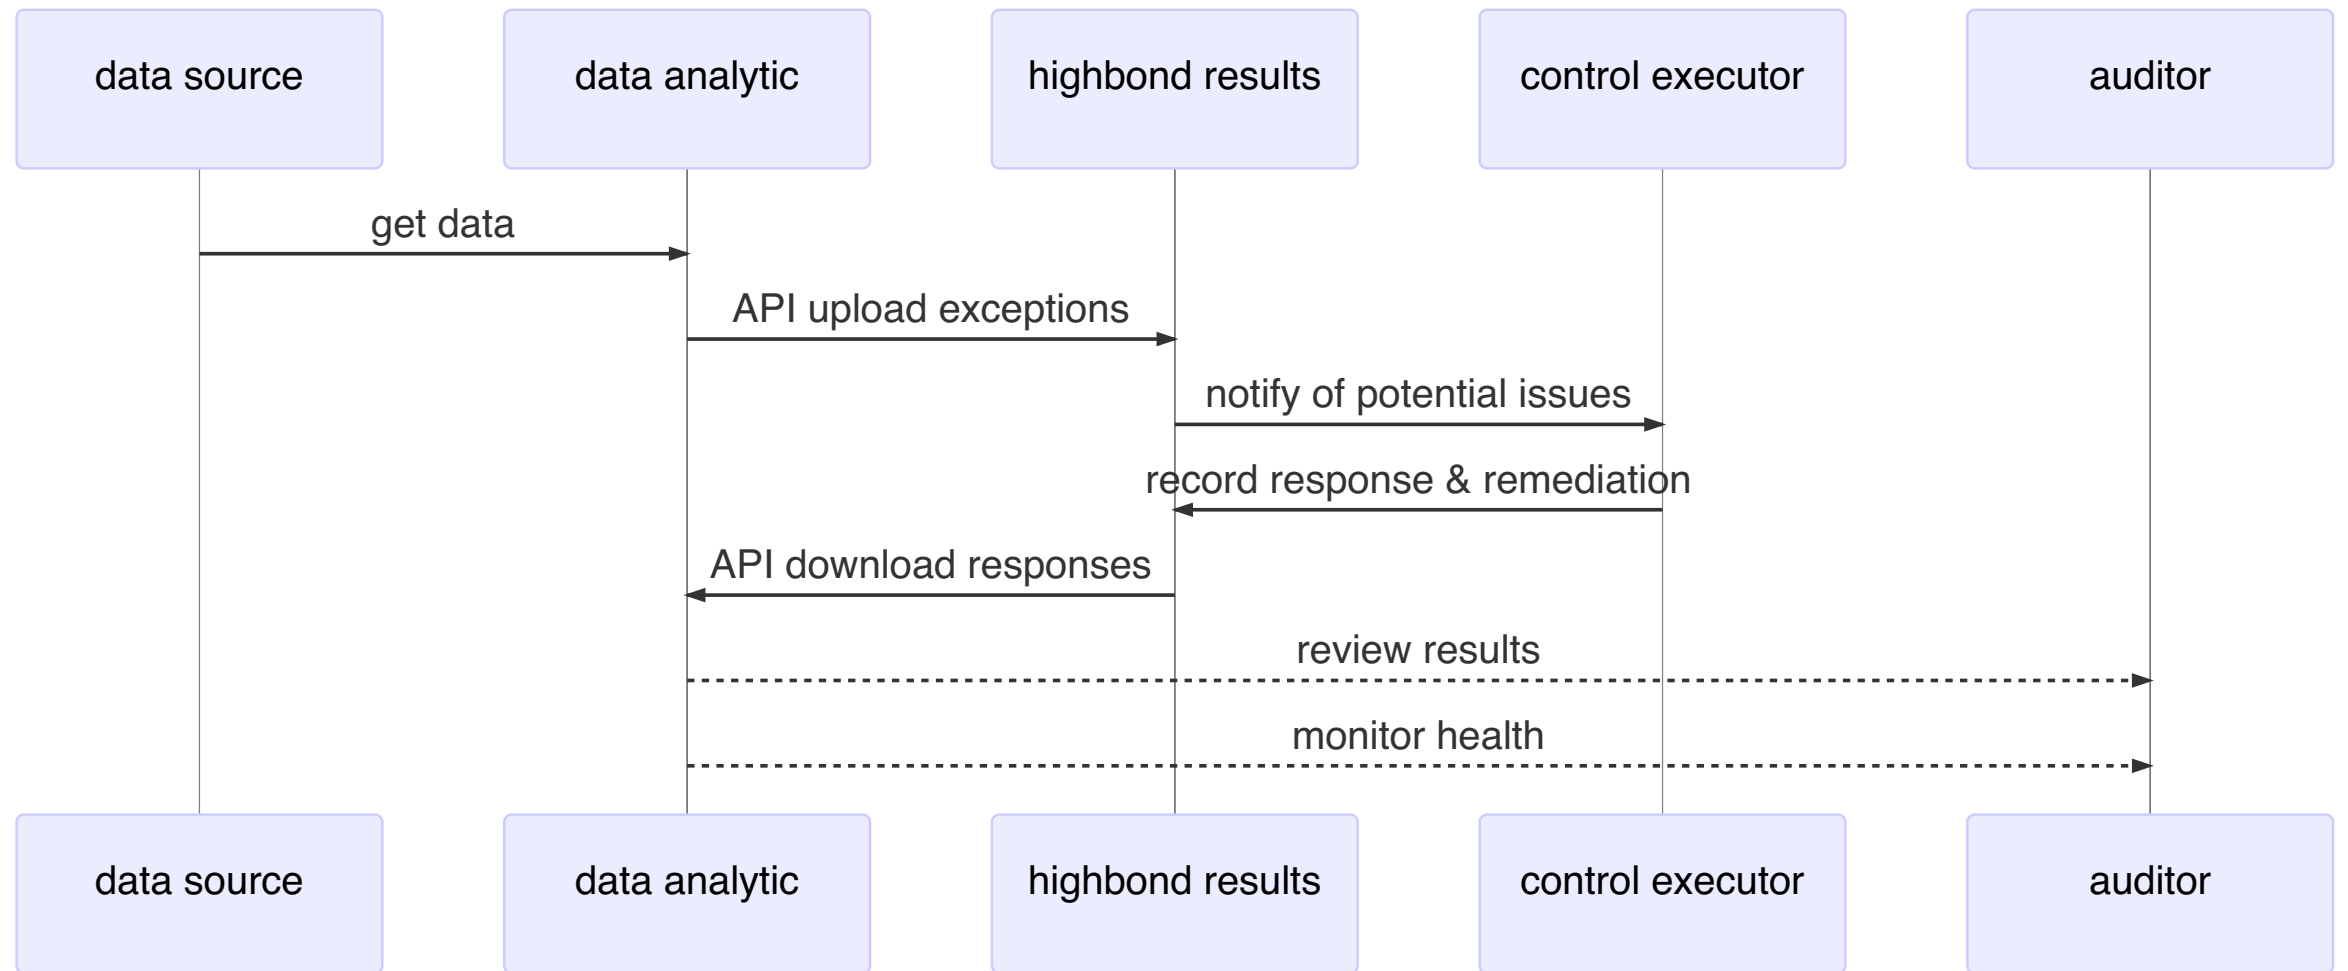 data source
data analytic
highbond results
control executor
auditor
get data
API upload exceptions
notify of potential issues
record response & remediation
API download responses
review results
monitor health
data source
data analytic
highbond results
control executor
auditor